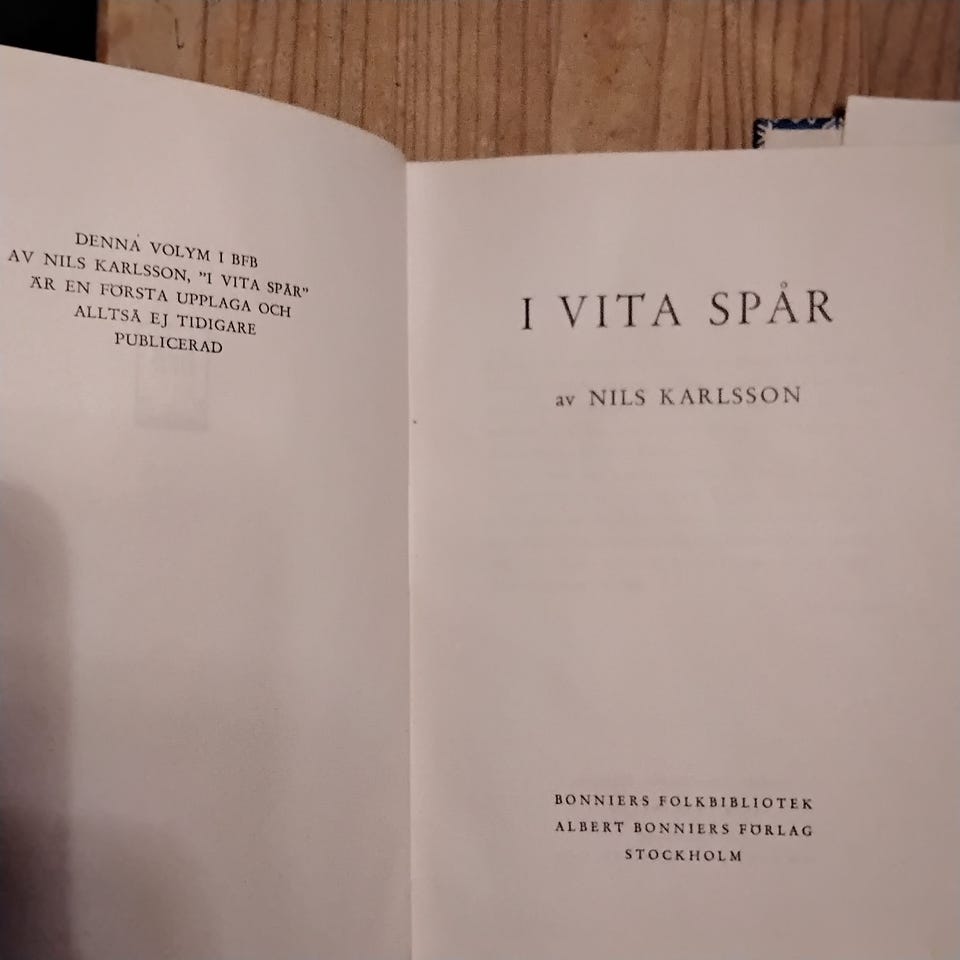 DENNA VOLYM I BFB
AV NILS KARLSSON, "I VITA SPÅR"
ÄR EN FÖRSTA UPPLAGA OCH
ALLTSÅ EJ TIDIGARE
PUBLICERAD
I VITA SPÅR
av NILS KARLSSON
BONNIERS FOLKBIBLIOTEK
ALBERT BONNIERS FÖRLAG
STOCKHOLM